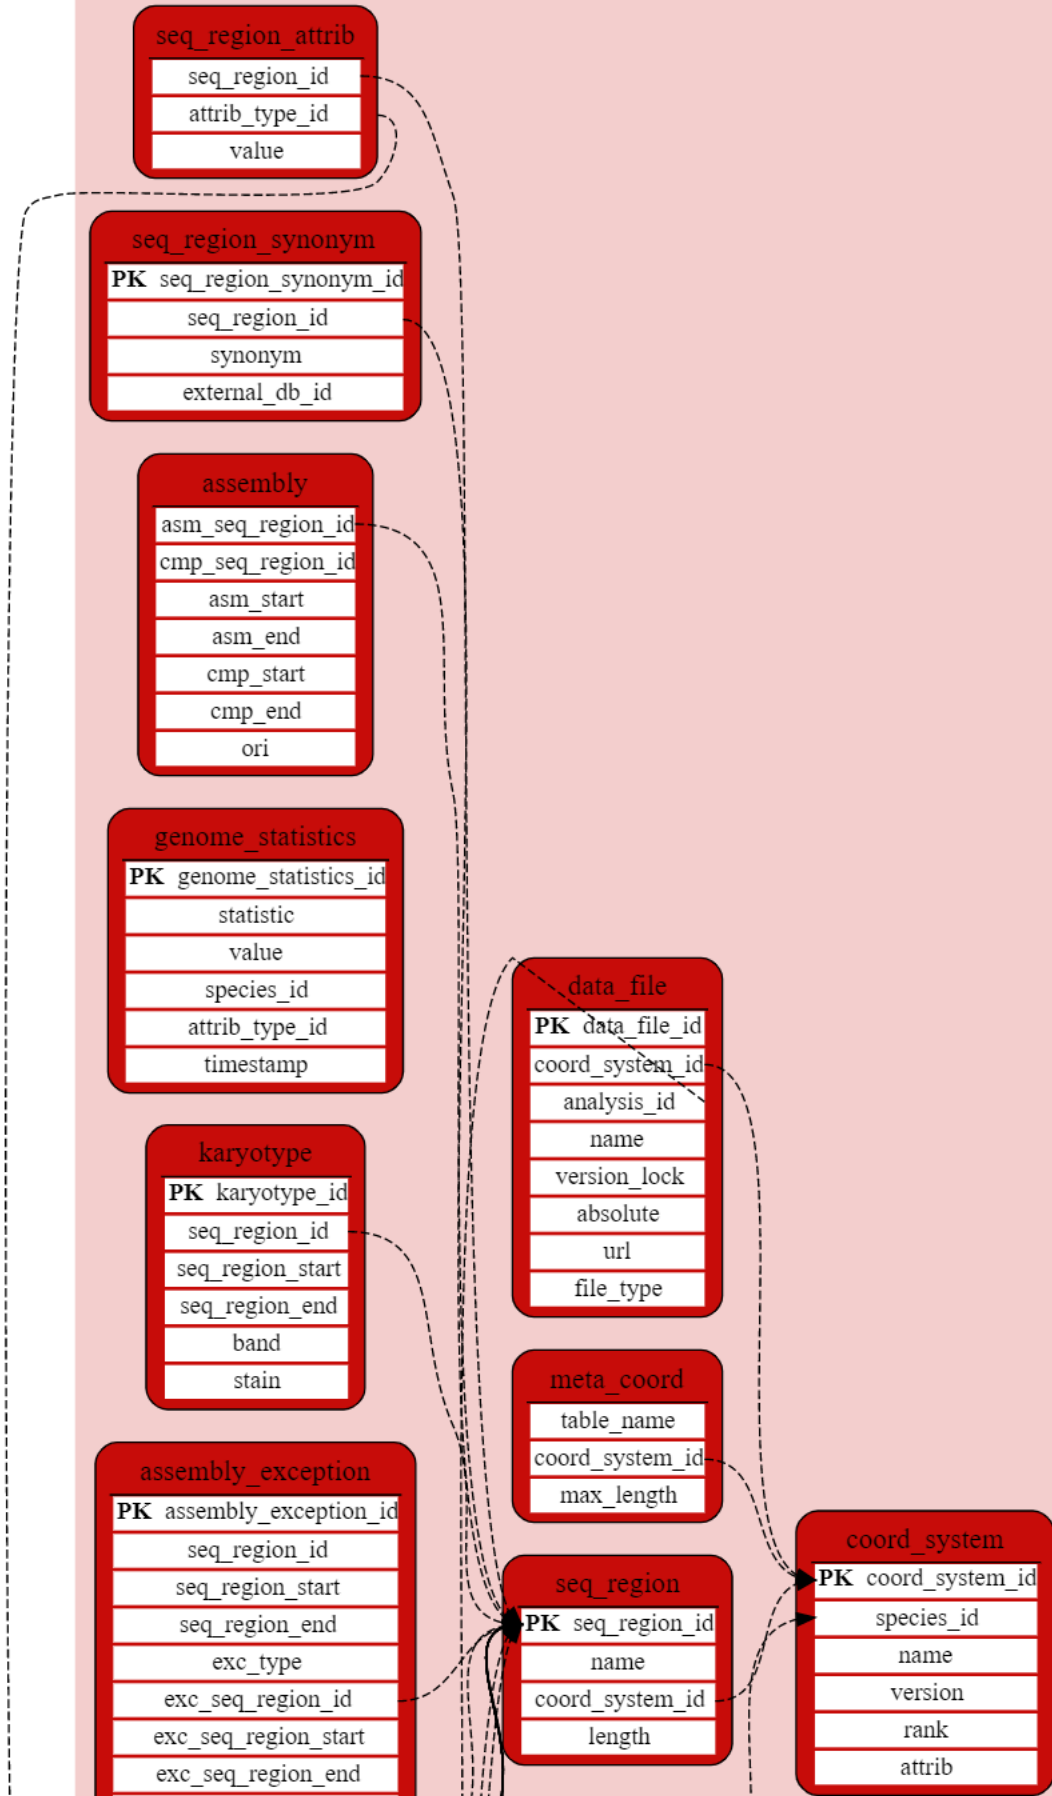 seq_region_attrib
seq_region_id
attrib_type_id
value
seq_region_synonym
PK seq_region_synonym_id
seq_region_id
synonym
external_db_id
assembly
asm_seq_region_id
cmp_seq_region_id
asm_start
asm_end
cmp_start
cmp_end
ori
genome_statistics
PK genome_statistics_id
statistic
value
species_id
attrib_type_id
timestamp
karyotype
PK karyotype_id
seq_region_id
seq_region_start
seq_region_end
band
stain
assembly_exception
PK assembly_exception_id
seq_region_id
seq_region_start
seq_region_end
exc_type
exc_seq_region_id
exc_seq_region_start
exc_seq_region_end
data_file
PK data_file_id
coord_system_id
analysis_id
name
version_lock
absolute
url
file_type
meta_coord
table_name
coord_system_id
max_length
seq_region
PK seq_region_id
name
coord_system_id
length
coord_system
PK coord_system_id
species_id
name
version
rank
attrib